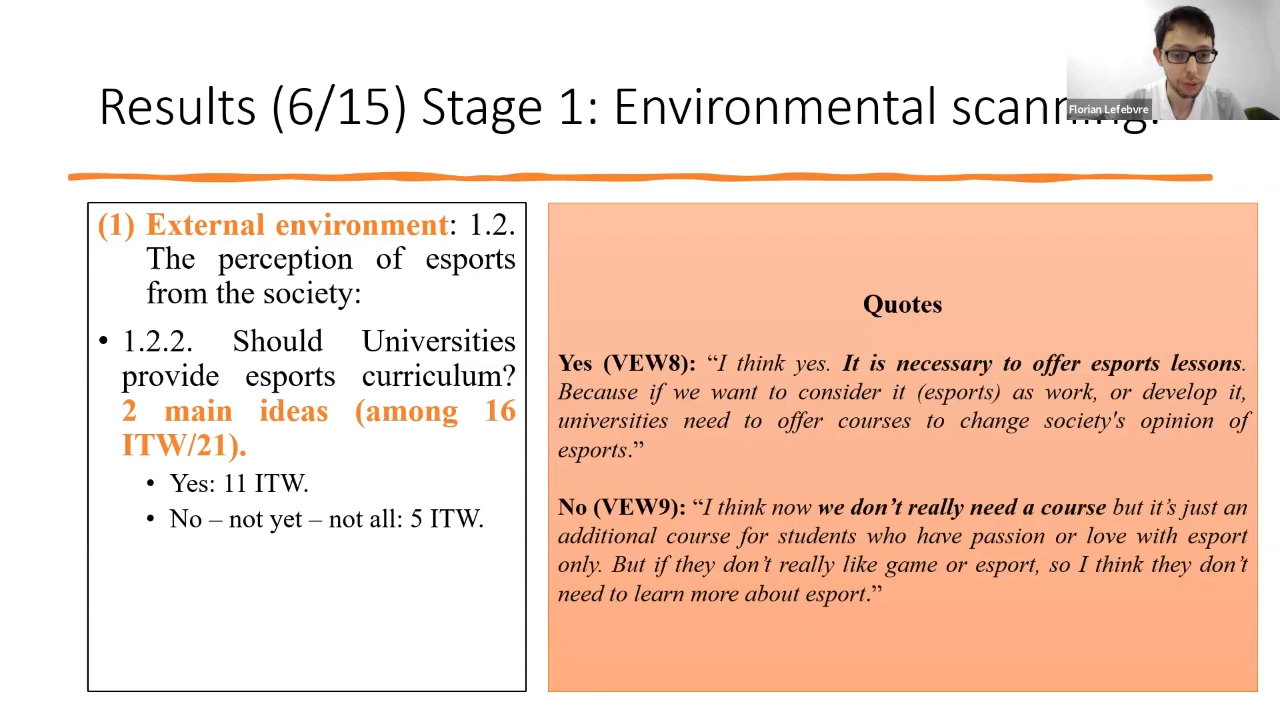 Results (6/15) Stage 1: Environmental scanning.
Florian Lefebvre
(1) External environment: 1.2.
The perception of esports
from the society:
• 1.2.2. Should Universities
provide esports curriculum?
2 main ideas (among 16
ITW/21).
• Yes: 11 ITW.
• No – not yet – not all: 5 ITW.
Quotes
Yes (VEW8): “I think yes. It is necessary to offer esports lessons.
Because if we want to consider it (esports) as work, or develop it,
universities need to offer courses to change society's opinion of
esports.”
No (VEW9): “I think now we don’t really need a course but it’s just an
additional course for students who have passion or love with esport
only. But if they don’t really like game or esport, so I think they don’t
need to learn more about esport.”